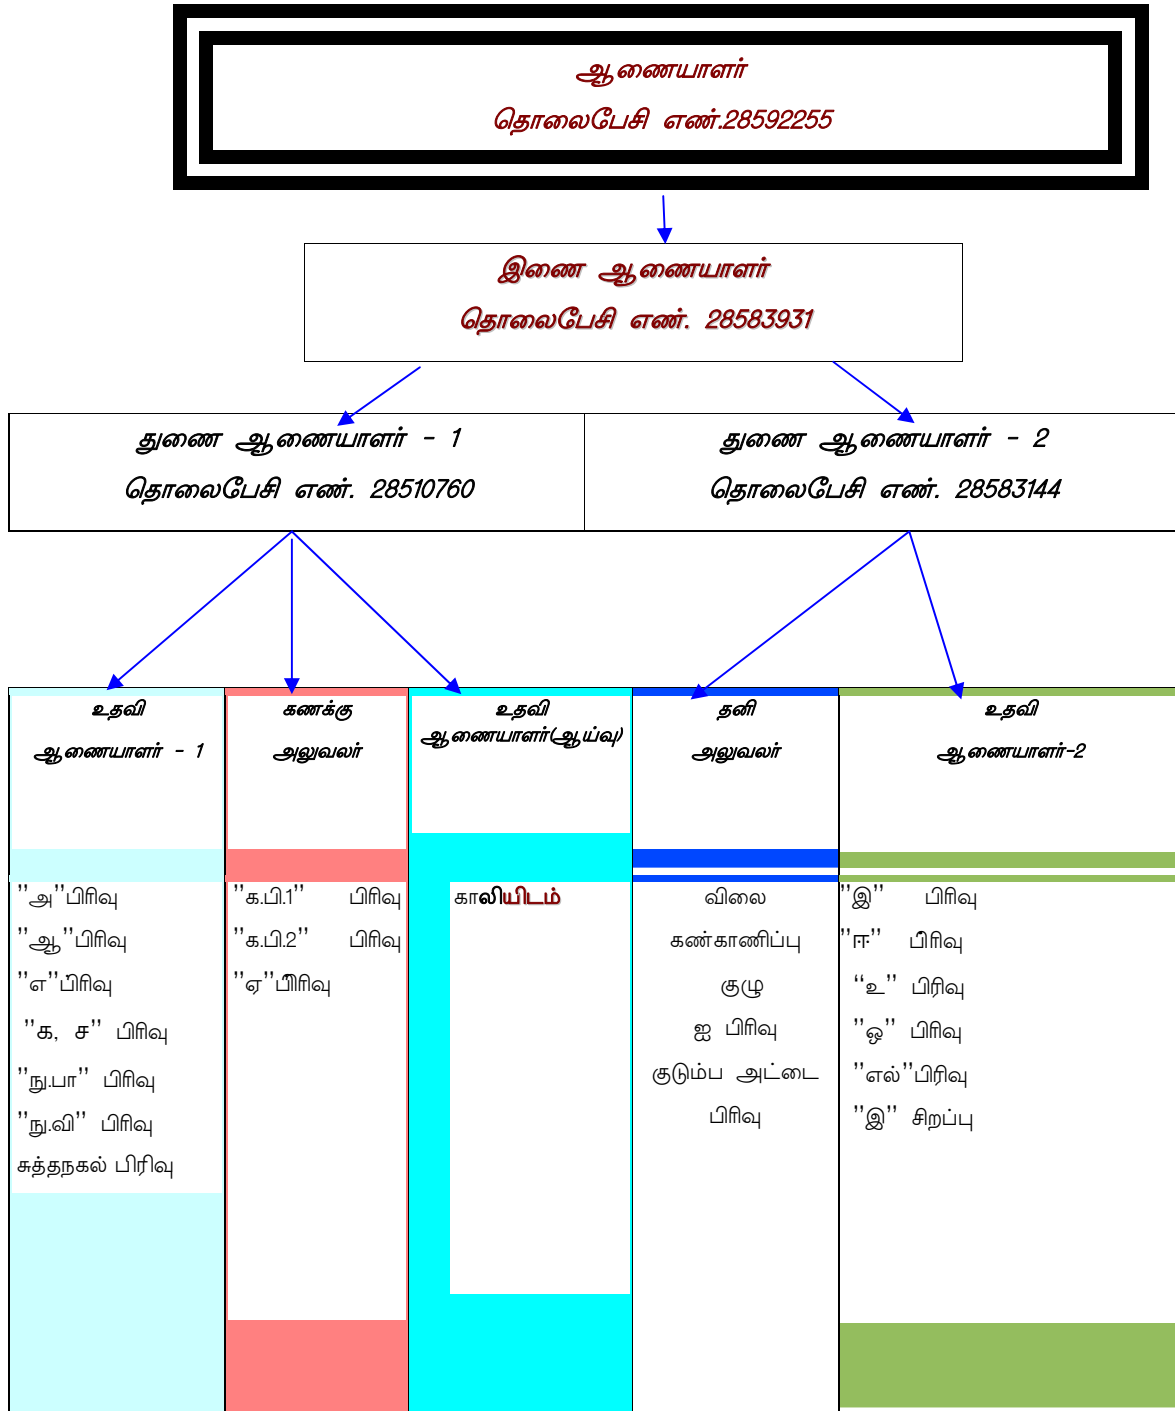 ஆணையாளர்
தொலைபேசி எண்.28592255
இணை ஆணையாளர்
தொலைபேசி எண். 28583931
துணை ஆணையாளர் - 1
தொலைபேசி எண். 28510760
துணை ஆணையாளர் - 2
தொலைபேசி எண். 28583144
உதவி
ஆணையாளர் - 1
கணக்கு
அலுவலர்
உதவி
ஆணையாளர்(ஆய்வு)
தனி
அலுவலர்
உதவி
ஆணையாளர்-2
"அ"பிரிவு
"ஆ"பிரிவு
"எ"பிரிவு
"க, ச" பிரிவு
"நு.பா" பிரிவு
"நு.வி" பிரிவு
சுத்தநகல் பிரிவு
"க.பி.1" பிரிவு
"க.பி.2" பிரிவு
"ஏ"பிரிவு
காலியிடம்
விலை
கண்காணிப்பு
குழு
ஐ பிரிவு
குடும்ப அட்டை
பிரிவு
"இ" பிரிவு
"ஈ" பிரிவு
"உ" பிரிவு
"ஒ" பிரிவு
"எல்"பிரிவு
"இ" சிறப்பு